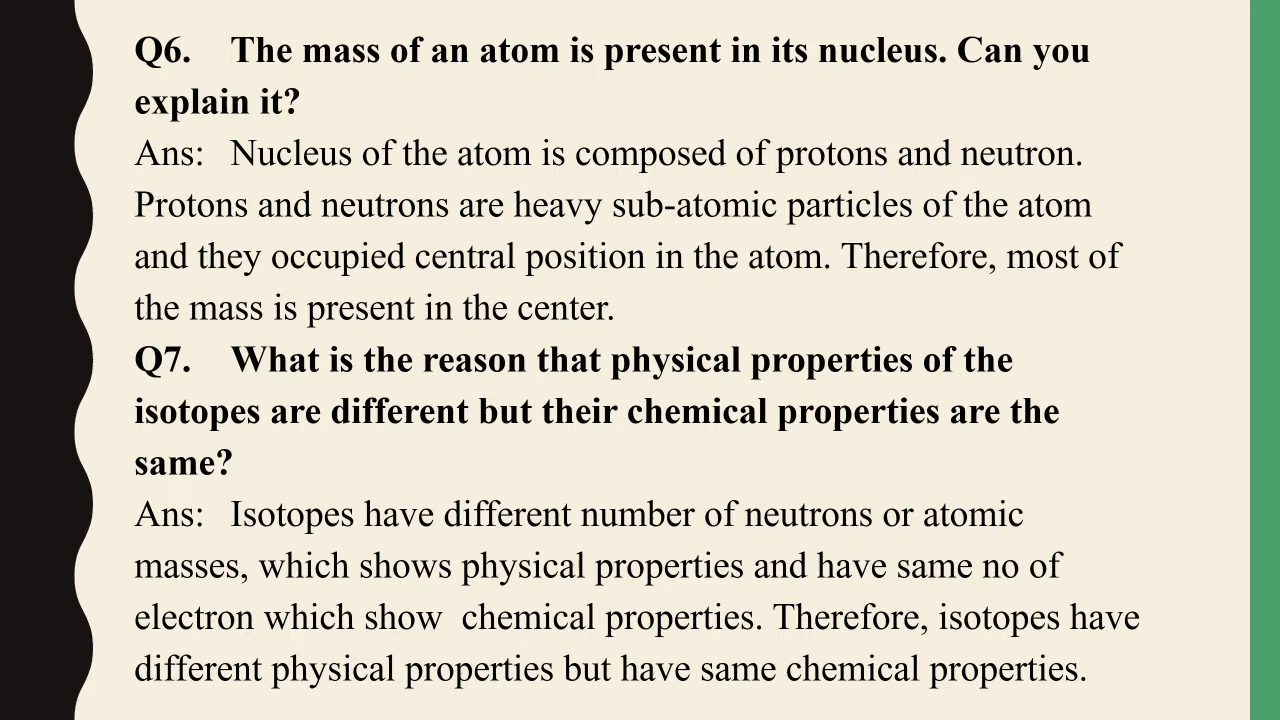 Q6. The mass of an atom is present in its nucleus. Can you
explain it?
Ans: Nucleus of the atom is composed of protons and neutron.
Protons and neutrons are heavy sub-atomic particles of the atom
and they occupied central position in the atom. Therefore, most of
the mass is present in the center.
Q7. What is the reason that physical properties of the
isotopes are different but their chemical properties are the
same?
Ans: Isotopes have different number of neutrons or atomic
masses, which shows physical properties and have same no of
electron which show  chemical properties. Therefore, isotopes have
different physical properties but have same chemical properties.